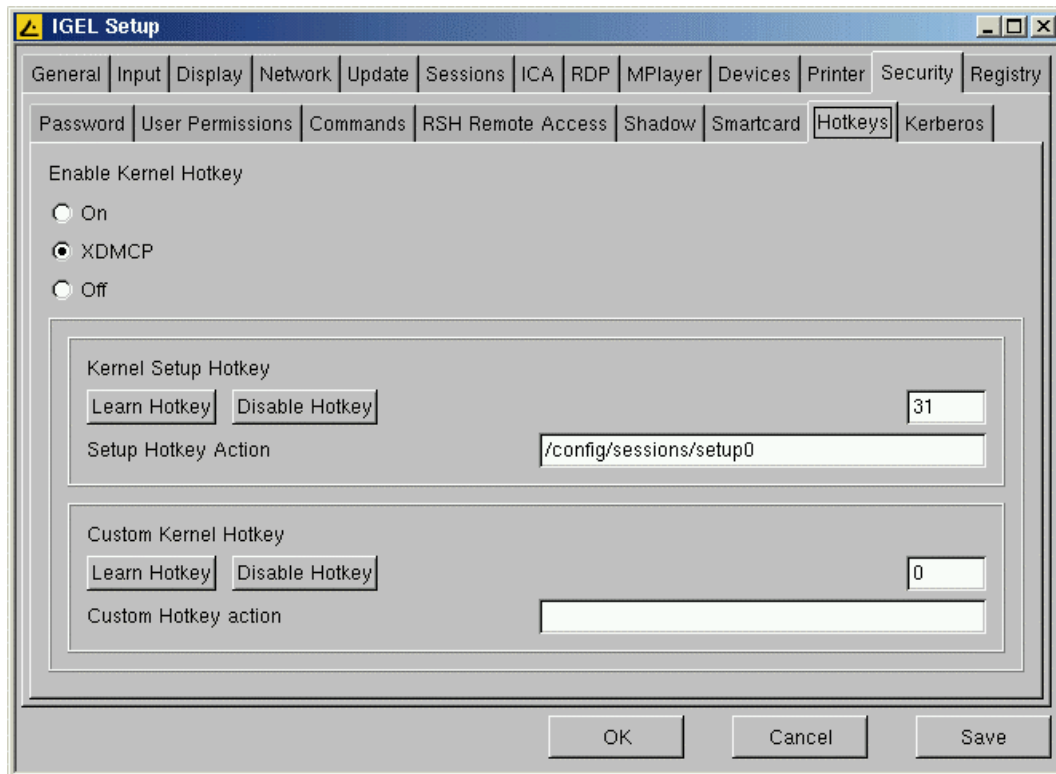 IGEL Setup
General Input Display Network Update Sessions ICA RDP MPlayer Devices Printer Security Registry
Password User Permissions Commands RSH Remote Access Shadow Smartcard Hotkeys Kerberos
Enable Kernel Hotkey
On
XDMCP
Off
Kernel Setup Hotkey
Learn Hotkey Disable Hotkey 31
Setup Hotkey Action /config/sessions/setup0
Custom Kernel Hotkey
Learn Hotkey Disable Hotkey 0
Custom Hotkey action
OK Cancel Save